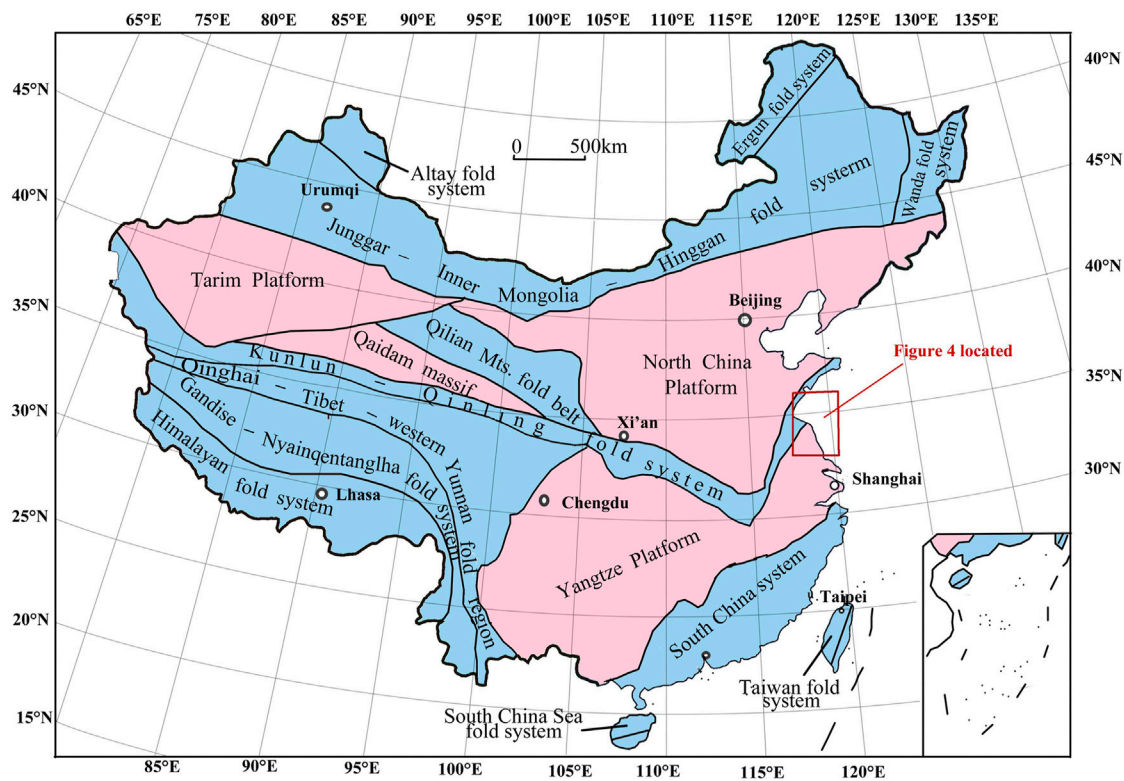 65°E 75°E 80°E 85°E 90°E 95°E 100°E 105°E 110°E 115°E 120°E 125°E 130°E 135°E
40°N
45°N
Ergun fold system
0 500km
Altay fold
system
systerm
Wanda fold
system
45°N
40°N
Urumqi
fold
Junggar – Inner Mongolia – Hinggan
Tarim Platform
Beijing
40°N
35°N
Qilian Mts. fold belt
Kunlun – Qinling fold system
Qaidam massif
North China
Platform
Figure 4 located
35°N
Qinghai – Tibet – western Yunnan fold region
30°N
Gandise – Nyainqentanglha fold system
Xi'an
Himalayan fold system
Lhasa
Chengdu
Shanghai
30°N
25°N
Yangtze Platform
South China system
Taipei
20°N
Taiwan fold
system
South China Sea
fold system
15°N
85°E 90°E 95°E 100°E 105°E 110°E 115°E 120°E